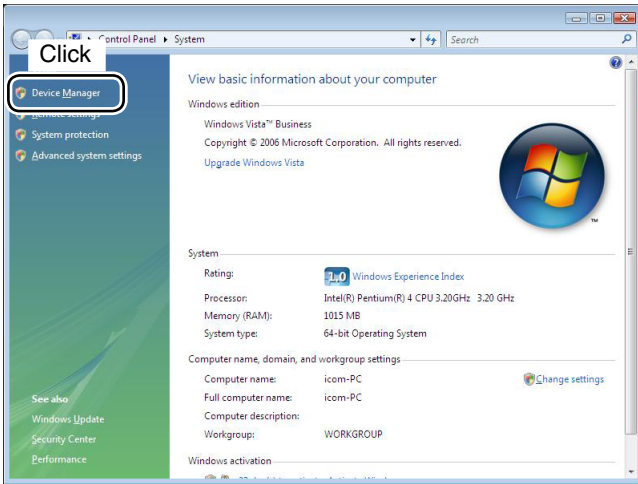 Control Panel ▸ System
Search
Click
Device Manager
Remote settings
System protection
Advanced system settings
View basic information about your computer
Windows edition
Windows Vista™ Business
Copyright © 2006 Microsoft Corporation. All rights reserved.
Upgrade Windows Vista
TM
System
Rating:
1.0 Windows Experience Index
Processor: Intel(R) Pentium(R) 4 CPU 3.20GHz 3.20 GHz
Memory (RAM): 1015 MB
System type: 64-bit Operating System
Computer name, domain, and workgroup settings
Computer name: icom-PC
Change settings
Full computer name: icom-PC
Computer description:
Workgroup: WORKGROUP
Windows activation
See also
Windows Update
Security Center
Performance